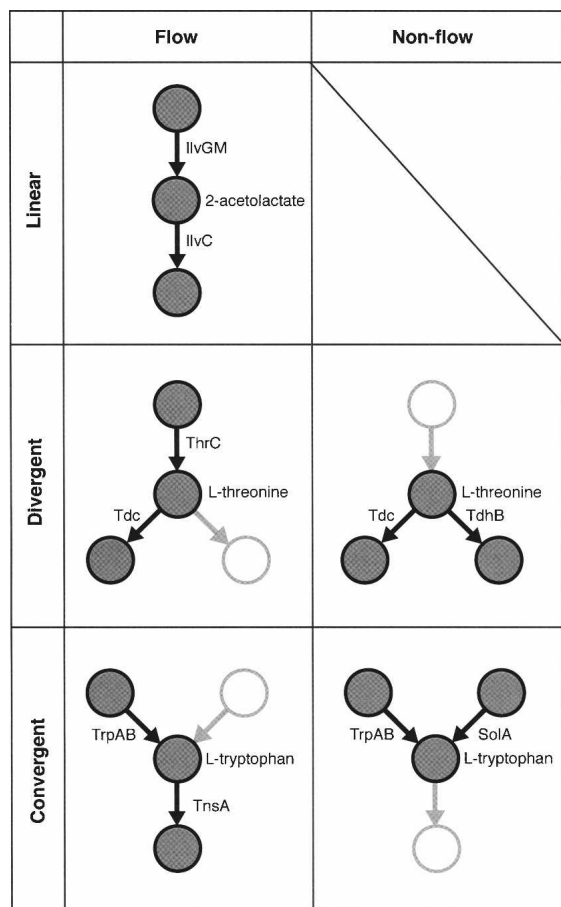 Flow
Non-flow
Linear
IlvGM
2-acetolactate
IlvC
Divergent
ThrC
L-threonine
Tdc
L-threonine
Tdc
TdhB
Convergent
TrpAB
L-tryptophan
TnsA
TrpAB
SolA
L-tryptophan